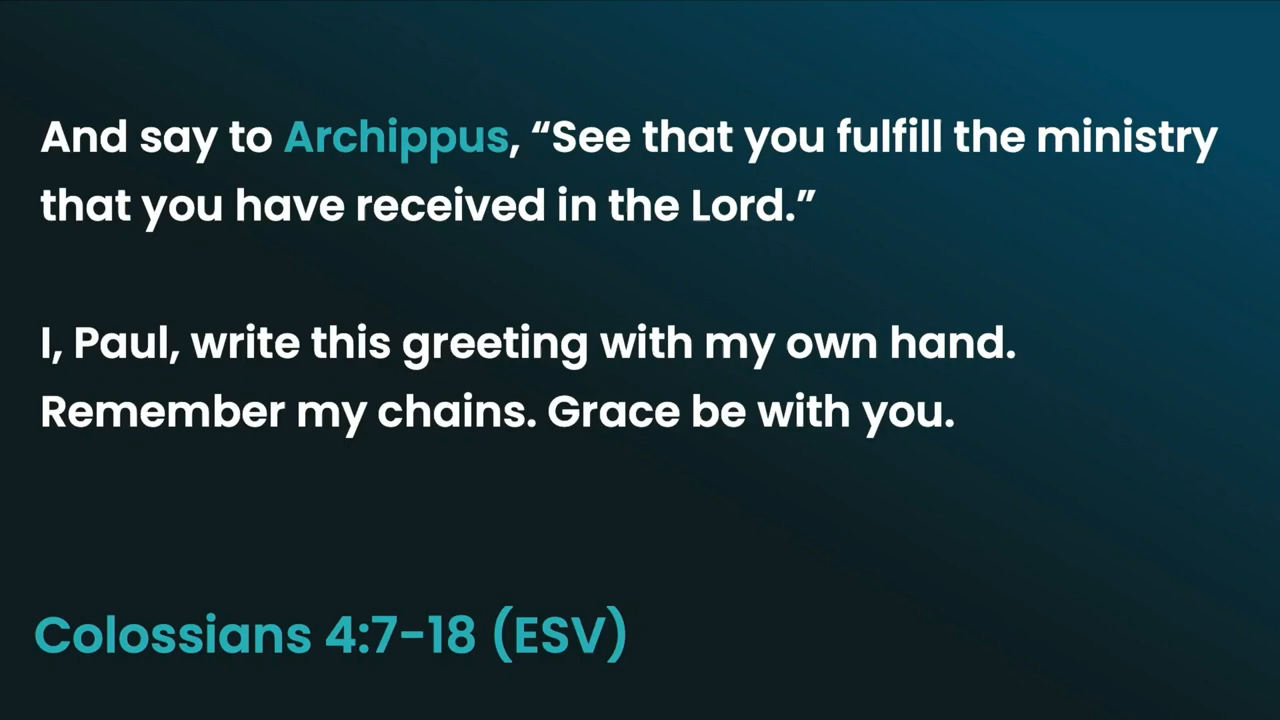 And say to Archippus, “See that you fulfill the ministry
that you have received in the Lord.”
I, Paul, write this greeting with my own hand.
Remember my chains. Grace be with you.
Colossians 4:7-18 (ESV)